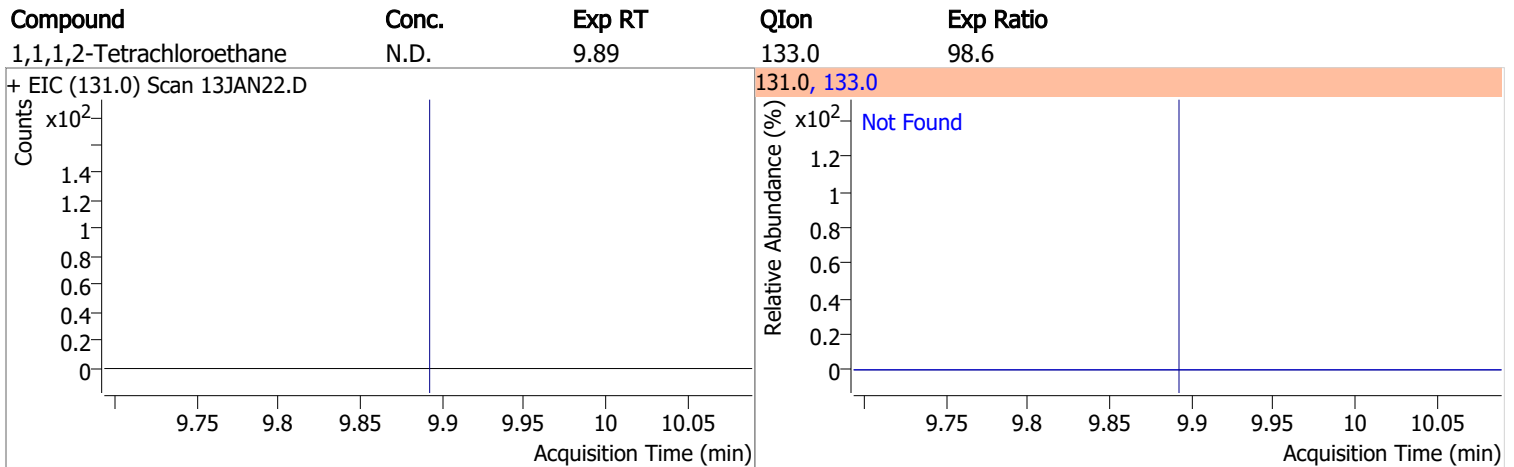 Compound Conc. Exp RT QIon Exp Ratio
1,1,1,2-Tetrachloroethane N.D. 9.89 133.0 98.6
+ EIC (131.0) Scan 13JAN22.D
Counts
x10²
1.4
1.2
1
0.8
0.6
0.4
0.2
0
9.75 9.8 9.85 9.9 9.95 10 10.05
Acquisition Time (min)
131.0, 133.0
Relative Abundance (%)
x10²
Not Found
1.2
1
0.8
0.6
0.4
0.2
0
9.75 9.8 9.85 9.9 9.95 10 10.05
Acquisition Time (min)